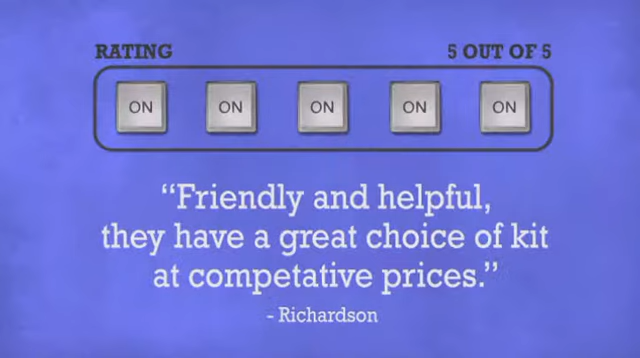 RATING 5 OUT OF 5
ON ON ON ON ON
“Friendly and helpful,
they have a great choice of kit
at competative prices.”
- Richardson